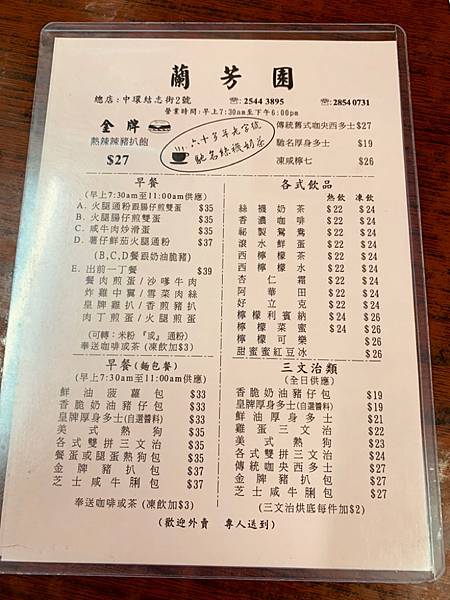 蘭芳園
總店:中環結志街2號 ☏: 2544 3895 ☏: 2854 0731
營業時間:早上7:30am至下午6:00pm
金牌
熱辣辣豬扒飽
$27
六十多年老字號
馳名絲襪奶茶
傳統舊式咖央西多士 $27
馳名厚身多士 $19
凍咸檸七 $26
早餐
(早上7:30am至11:00am供應)
A. 火腿通粉跟腸仔煎雙蛋 $35
B. 火腿腸仔煎雙蛋 $35
C. 咸牛肉炒滑蛋 $35
D. 薯仔鮮茄火腿通粉 $37
(B,C,D餐跟奶油脆豬)
E. 出前一丁餐 $39
餐肉煎蛋/沙嗲牛肉
炸雞中翼/雪菜肉絲
皇牌雞扒/香煎豬扒
肉丁煎蛋/火腿煎蛋
(可轉:米粉『或』通粉)
奉送咖啡或茶(凍飲加$3)
各式飲品
熱飲 凍飲
絲襪奶茶 $22 $24
香濃咖啡 $22 $24
秘製鴛鴦 $22 $24
滾水鮮蛋 $22 $24
西檸檬茶 $22 $24
西檸檬水 $22 $24
杏仁霜 $22 $24
阿華田 $22 $24
好立克 $22 $24
檸檬利賓納 $24 $26
檸檬菜蜜 $24 $26
檸檬可樂 $26
甜蜜蜜紅豆冰 $26
早餐(麵包餐)
(早上7:30am至11:00am供應)
鮮油菠蘿包 $33
香脆奶油豬仔包 $33
皇牌厚身多士(自選醬料) $33
美式熱狗 $35
各式雙拼三文治 $35
餐蛋或腿蛋熱狗包 $35
金牌豬扒包 $37
芝士咸牛脷包 $37
奉送咖啡或茶(凍飲加$3)
三文治類
(全日供應)
香脆奶油豬仔包 $19
皇牌厚身多士(自選醬料) $19
鮮油厚身多士 $21
雞蛋三文治 $22
美式熱狗 $23
各式雙拼三文治 $24
傳統咖央西多士 $27
金牌豬扒包 $27
芝士咸牛脷包 $27
(三文治烘底每件加$2)
(歡迎外賣 專人送到)